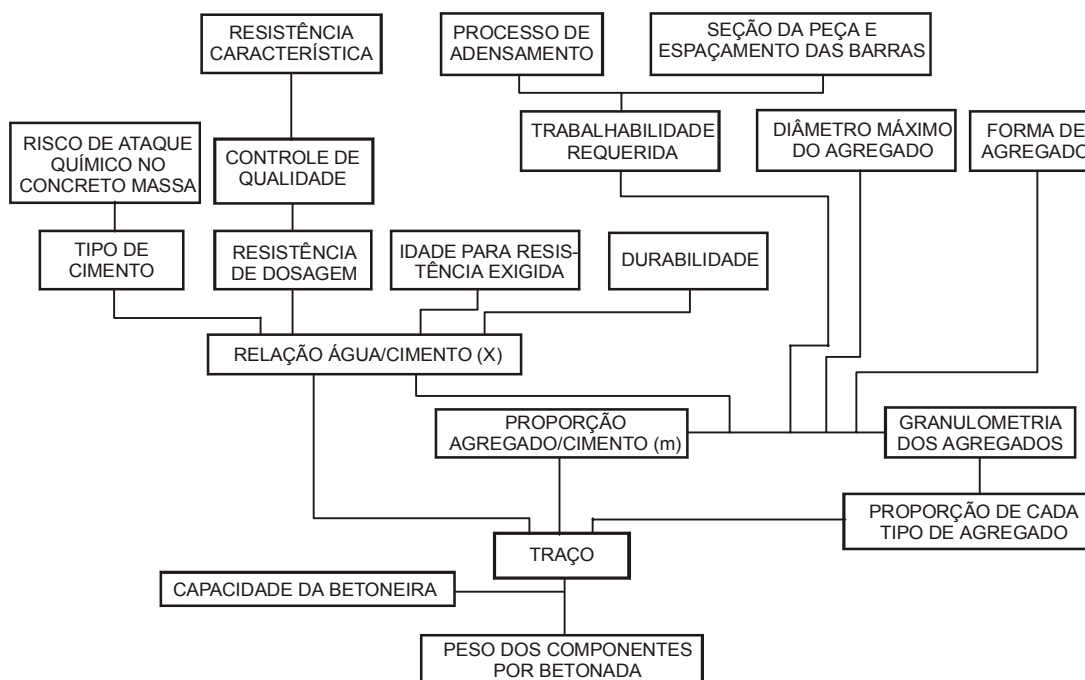 RESISTÊNCIA
CARACTERÍSTICA
PROCESSO DE
ADENSAMENTO
SEÇÃO DA PEÇA E
ESPAÇAMENTO DAS BARRAS
RISCO DE ATAQUE
QUÍMICO NO
CONCRETO MASSA
CONTROLE DE
QUALIDADE
TRABALHABILIDADE
REQUERIDA
DIÂMETRO MÁXIMO
DO AGREGADO
FORMA DE
AGREGADO
TIPO DE
CIMENTO
RESISTÊNCIA
DE DOSAGEM
IDADE PARA RESIS-
TÊNCIA EXIGIDA
DURABILIDADE
RELAÇÃO ÁGUA/CIMENTO (X)
PROPORÇÃO
AGREGADO/CIMENTO (m)
GRANULOMETRIA
DOS AGREGADOS
PROPORÇÃO DE CADA
TIPO DE AGREGADO
TRAÇO
CAPACIDADE DA BETONEIRA
PESO DOS COMPONENTES
POR BETONADA